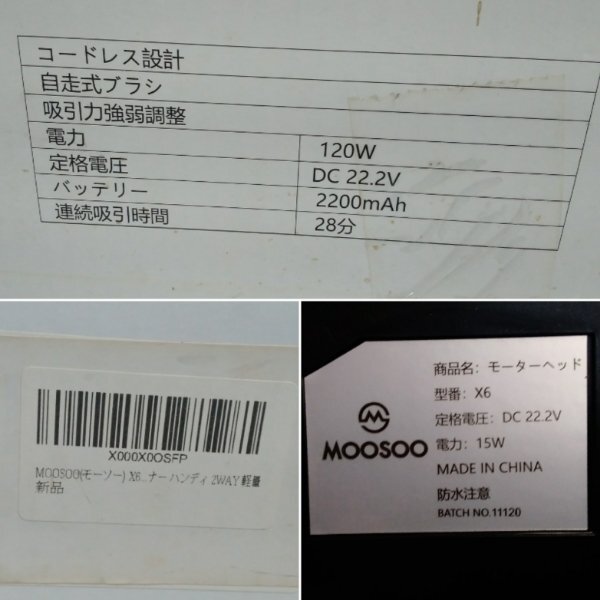 コードレス設計
自走式ブラシ
吸引力強弱調整
電力 120W
定格電圧 DC 22.2V
バッテリー 2200mAh
連続吸引時間 28分
X000X0OSFP
MOOSOO(モーソー) X6...ナー ハンディ 2WAY 軽量
新品
MOOSOO
商品名：モーターヘッド
型番：X6
定格電圧：DC 22.2V
電力：15W
MADE IN CHINA
防水注意
BATCH NO.11120